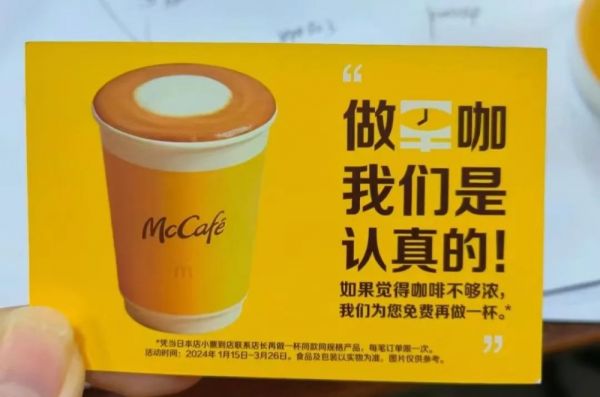 “
做早咖
我们是
认真的!
如果觉得咖啡不够浓,
我们为您免费再做一杯。*
”
McCafé
*凭当日本店小票到店联系店长再做一杯同款同规格产品,每笔订单限一次。
活动时间:2024年1月15日-3月26日。食品及包装以实物为准,图片仅供参考。